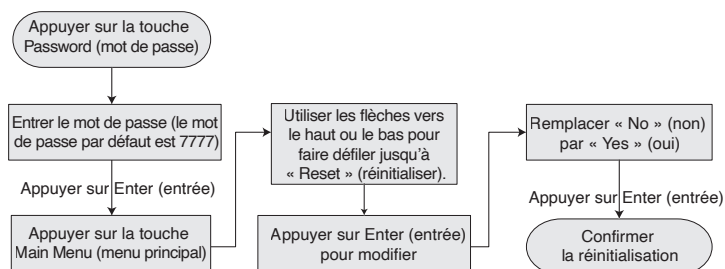 Appuyer sur la touche
Password (mot de passe)
Entrer le mot de passe (le mot
de passe par défaut est 7777)
Appuyer sur Enter (entrée)
Appuyer sur la touche
Main Menu (menu principal)
Utiliser les flèches vers
le haut ou le bas pour
faire défiler jusqu'à
« Reset » (réinitialiser).
Appuyer sur Enter (entrée)
pour modifier
Remplacer « No » (non)
par « Yes » (oui)
Appuyer sur Enter (entrée)
Confirmer
la réinitialisation